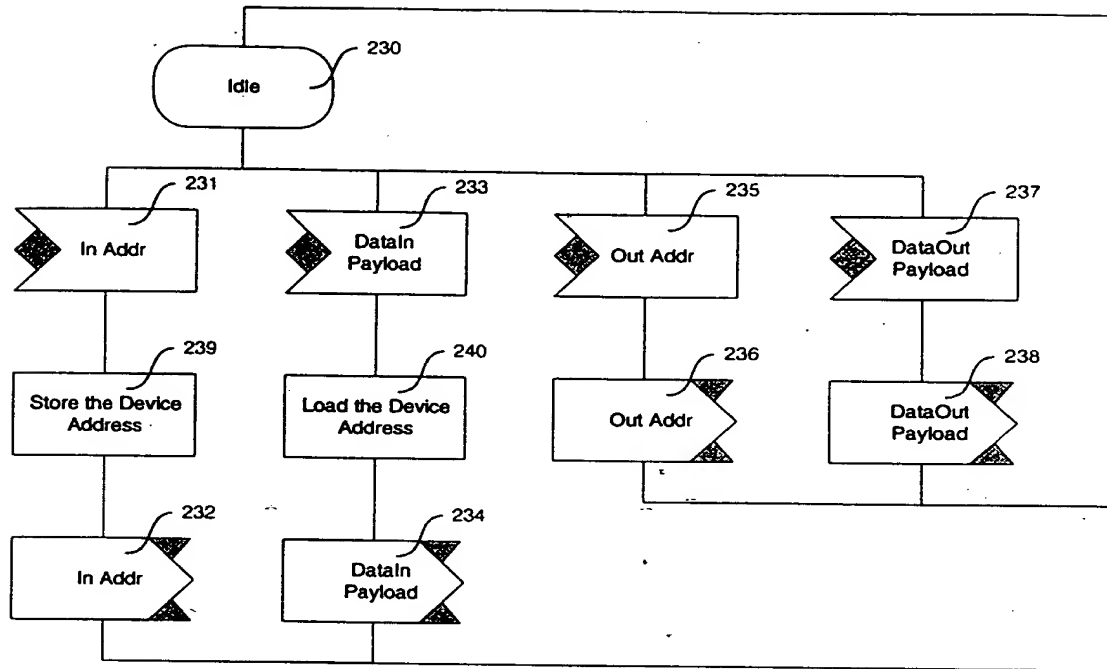 230
Idle
231
233
235
237
In Addr
DataIn
Payload
Out Addr
DataOut
Payload
239
240
236
238
Store the Device
Address
Load the Device
Address
Out Addr
DataOut
Payload
232
234
In Addr
DataIn
Payload